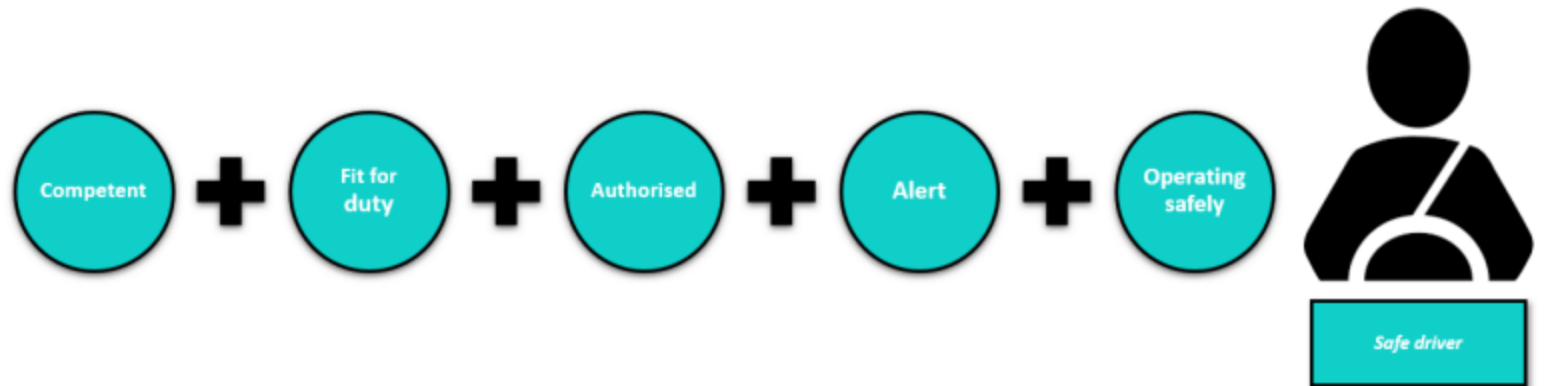 Competent
Fit for
duty
Authorised
Alert
Operating
safely
Safe driver